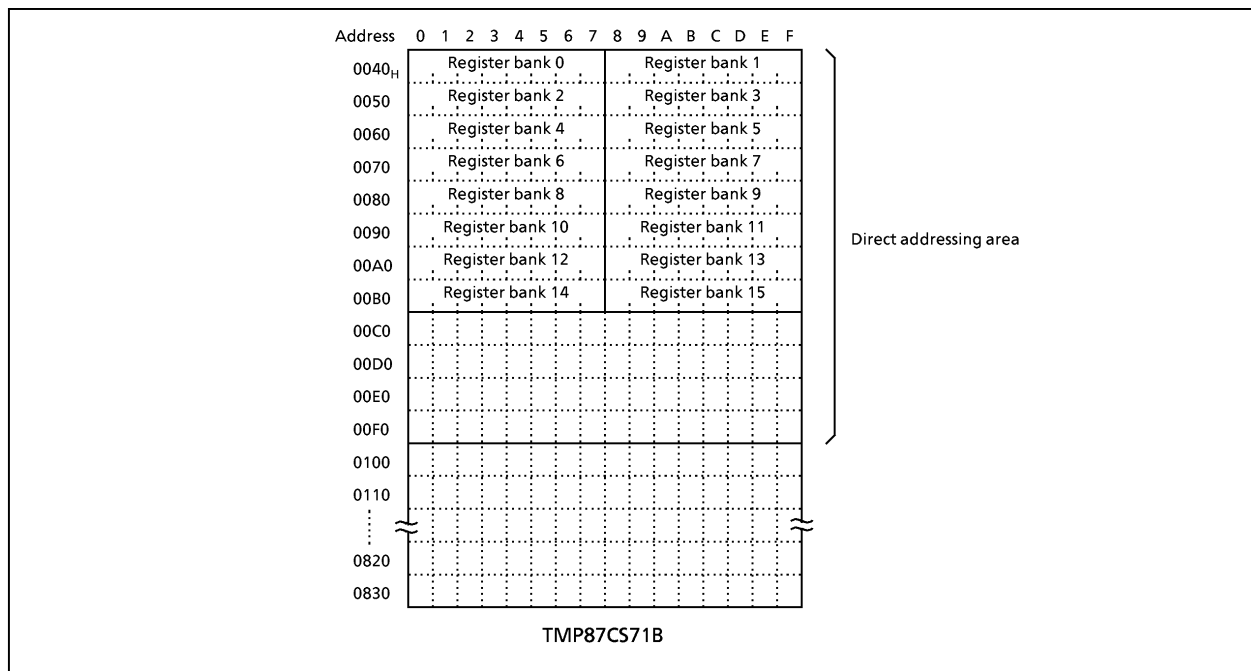 Address 0 1 2 3 4 5 6 7 8 9 A B C D E F
0040H Register bank 0 Register bank 1
0050 Register bank 2 Register bank 3
0060 Register bank 4 Register bank 5
0070 Register bank 6 Register bank 7
0080 Register bank 8 Register bank 9
0090 Register bank 10 Register bank 11
00A0 Register bank 12 Register bank 13
00B0 Register bank 14 Register bank 15
00C0
00D0
00E0
00F0
0100
0110
0820
0830
Direct addressing area
TMP87CS71B